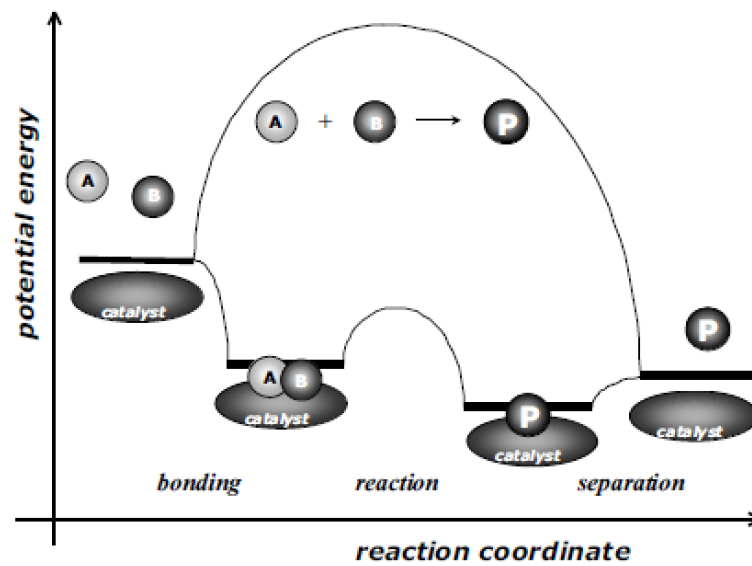 potential energy
A + B → P
A B
catalyst
P
A B
catalyst
P
catalyst
catalyst
bonding reaction separation
reaction coordinate